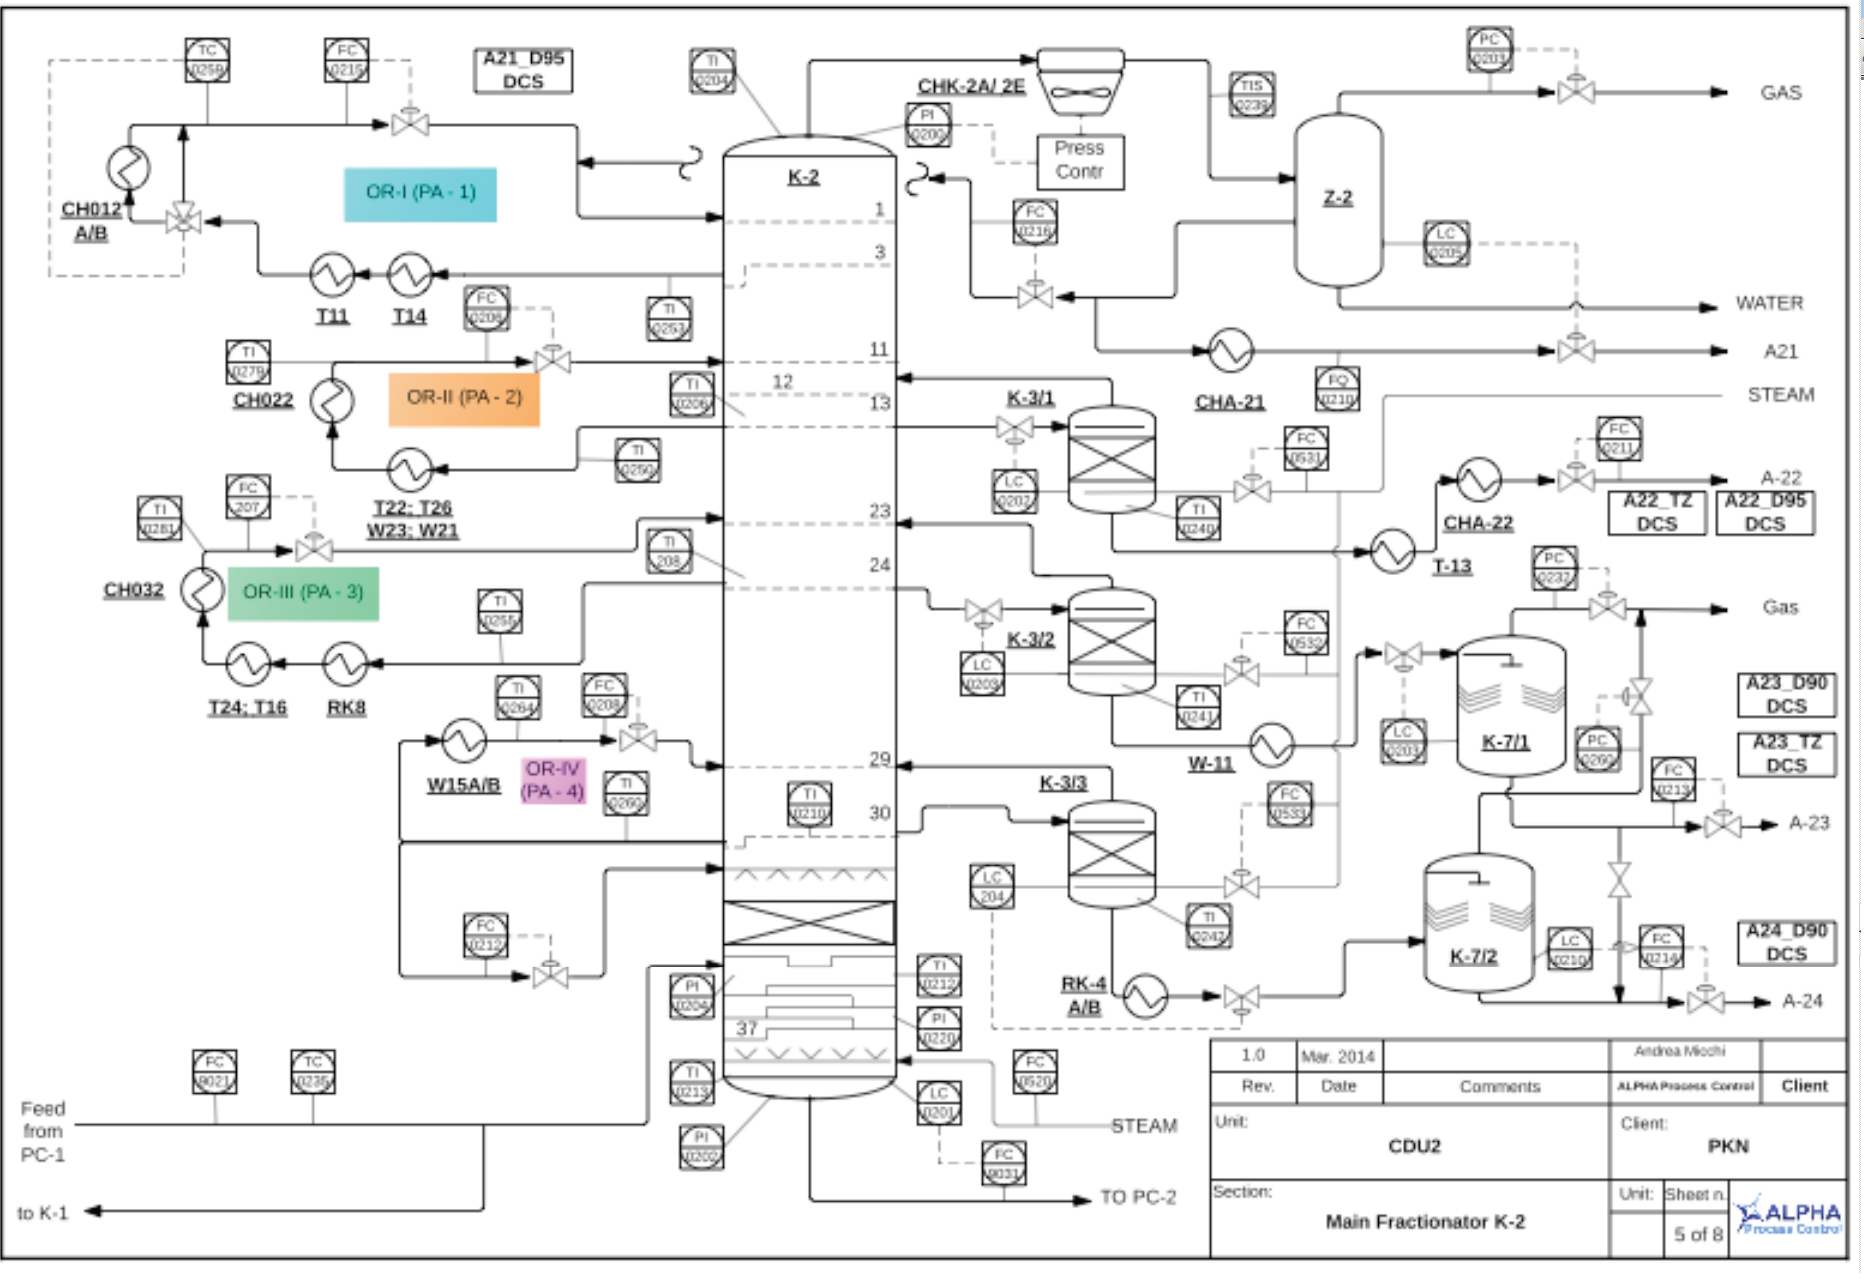 TC
0259
FC
0215
A21_D95
DCS
TI
0204
CHK-2A/ 2E
PI
0200
Press
Contr
TIS
0239
PC
0203
GAS
OR-I (PA - 1)
CH012
A/B
K-2
Z-2
1
FC
0216
LC
0205
3
T11
T14
FC
0206
TI
0253
WATER
TI
0279
11
A21
CH022
OR-II (PA - 2)
TI
0206
12
13
K-3/1
CHA-21
FQ
0210
STEAM
TI
0250
FC
0531
FC
0211
A-22
T22; T26
W23; W21
LC
0202
TI
0240
CHA-22
A22_TZ
DCS
A22_D95
DCS
FC
207
TI
0281
23
TI
208
24
T-13
PC
0232
CH032
OR-III (PA - 3)
TI
0255
Gas
K-3/2
FC
0532
LC
0203
T24; T16
RK8
TI
0264
FC
0208
TI
0241
A23_D90
DCS
LC
0203
K-7/1
PC
0260
A23_TZ
DCS
W-11
29
W15A/B
OR-IV
(PA - 4)
TI
0260
K-3/3
FC
0213
TI
0210
30
FC
0533
A-23
LC
204
TI
0242
FC
0212
K-7/2
LC
0210
FC
0214
A24_D90
DCS
TI
0212
PI
0204
RK-4
A/B
A-24
PI
0220
37
FC
9021
TC
0235
TI
0213
FC
0520
LC
0201
Feed
from
PC-1
STEAM
PI
0202
FC
9031
TO PC-2
to K-1
1.0
Mar. 2014
Andrea Micchi
Rev.
Date
Comments
ALPHA Process Control
Client
Unit:
CDU2
Client:
PKN
Section:
Main Fractionator K-2
Unit:
Sheet n.
5 of 8
ALPHA
Process Control